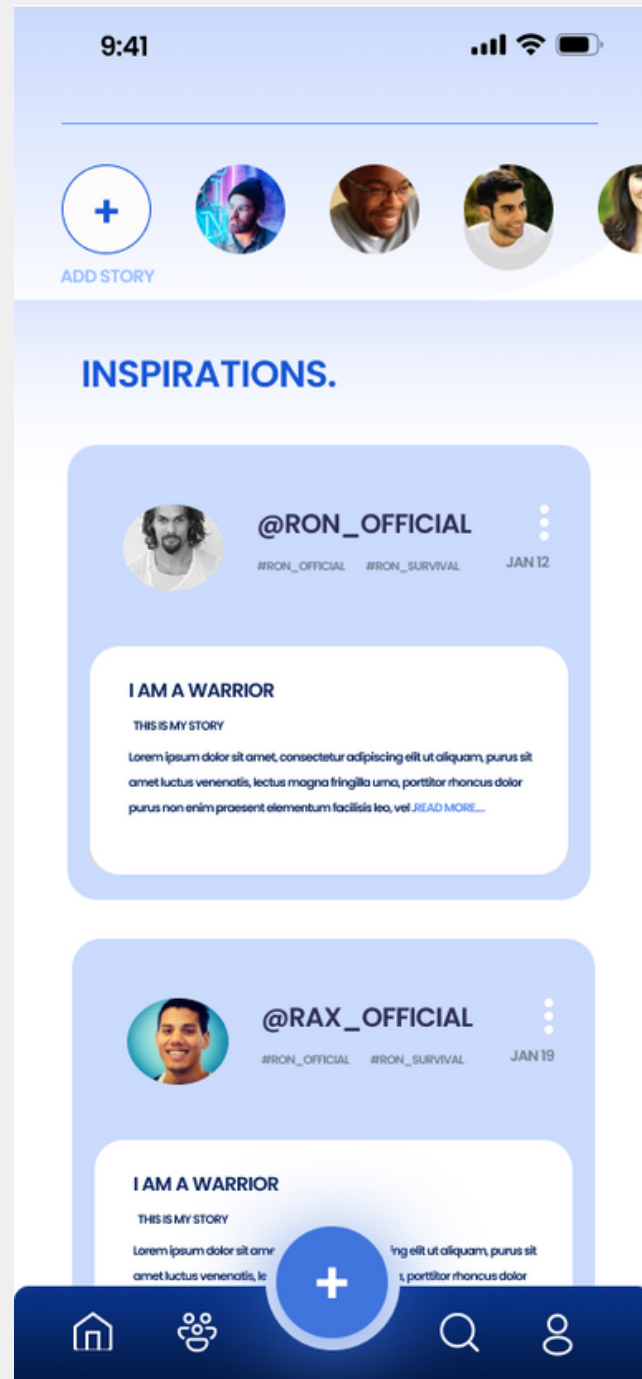 9:41
+
ADD STORY
INSPIRATIONS.
@RON_OFFICIAL
#RON_OFFICIAL #RON_SURVIVAL JAN 12
I AM A WARRIOR
THIS IS MY STORY
Lorem ipsum dolor sit amet, consectetur adipiscing elit ut aliquam, purus sit
amet luctus venenatis, lectus magna fringilla urna, porttitor rhoncus dolor
purus non enim praesent elementum facilisis leo, vel .READ MORE....
@RAX_OFFICIAL
#RON_OFFICIAL #RON_SURVIVAL JAN 19
I AM A WARRIOR
THIS IS MY STORY
Lorem ipsum dolor sit ame ing elit ut aliquam, purus sit
amet luctus venenatis, le , porttitor rhoncus dolor
+